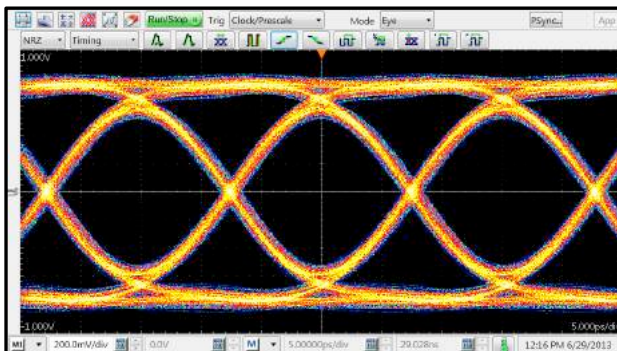 Run/Stop Trig Clock/Prescale Mode Eye PSync... App
NRZ Timing
1.000V
-1.000V 5.000ps/div
M1 200.0mV/div 0.0V M 5.00000ps/div 29.028ns 12:16 PM 6/29/2013